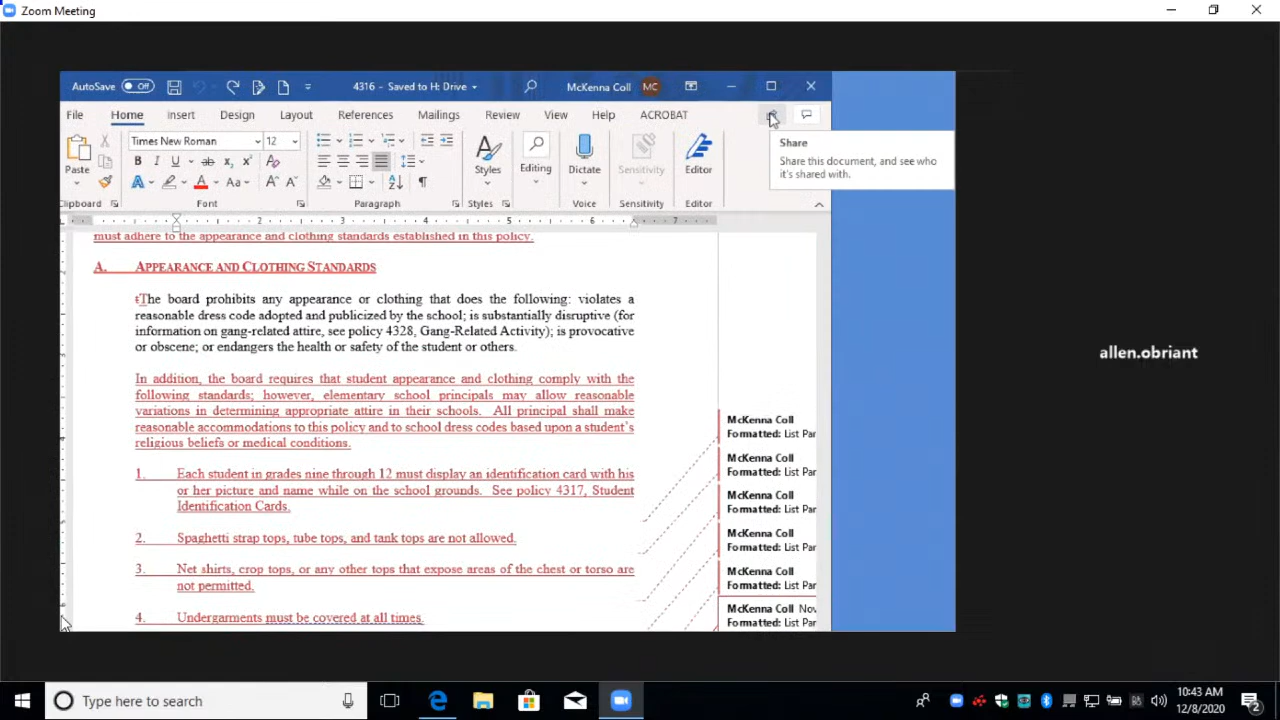 Zoom Meeting
AutoSave Off 4316 - Saved to H: Drive McKenna Coll MC
File Home Insert Design Layout References Mailings Review View Help ACROBAT
Share
Share this document, and see who
it's shared with.
Times New Roman 12
Paste Styles Editing Dictate Sensitivity Editor
B I U ab x₂ x² A
A A Aa A A
Clipboard Font Paragraph Styles Voice Sensitivity Editor
1 2 3 4 5 6 7
must adhere to the appearance and clothing standards established in this policy.
A. APPEARANCE AND CLOTHING STANDARDS
tThe board prohibits any appearance or clothing that does the following: violates a
reasonable dress code adopted and publicized by the school; is substantially disruptive (for
information on gang-related attire, see policy 4328, Gang-Related Activity); is provocative
or obscene; or endangers the health or safety of the student or others.
In addition, the board requires that student appearance and clothing comply with the
following standards; however, elementary school principals may allow reasonable
variations in determining appropriate attire in their schools. All principal shall make
reasonable accommodations to this policy and to school dress codes based upon a student's
religious beliefs or medical conditions.
1. Each student in grades nine through 12 must display an identification card with his
or her picture and name while on the school grounds. See policy 4317, Student
Identification Cards.
2. Spaghetti strap tops, tube tops, and tank tops are not allowed.
3. Net shirts, crop tops, or any other tops that expose areas of the chest or torso are
not permitted.
4. Undergarments must be covered at all times.
McKenna Coll
Formatted: List Par
McKenna Coll
Formatted: List Par
McKenna Coll
Formatted: List Par
McKenna Coll
Formatted: List Par
McKenna Coll
Formatted: List Par
McKenna Coll Nov
Formatted: List Par
allen.obriant
Type here to search
10:43 AM
12/8/2020
2